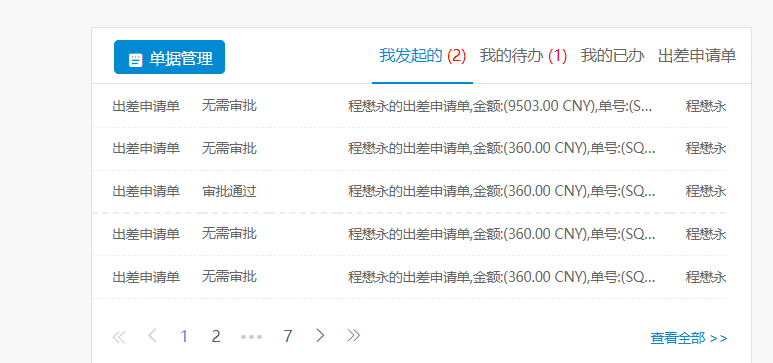 单据管理 我发起的 (2) 我的待办 (1) 我的已办 出差申请单
出差申请单 无需审批 程懋永的出差申请单,金额:(9503.00 CNY),单号:(S... 程懋永
出差申请单 无需审批 程懋永的出差申请单,金额:(360.00 CNY),单号:(SQ... 程懋永
出差申请单 审批通过 程懋永的出差申请单,金额:(360.00 CNY),单号:(SQ... 程懋永
出差申请单 无需审批 程懋永的出差申请单,金额:(360.00 CNY),单号:(SQ... 程懋永
出差申请单 无需审批 程懋永的出差申请单,金额:(360.00 CNY),单号:(SQ... 程懋永
1 2 ••• 7 查看全部 >>